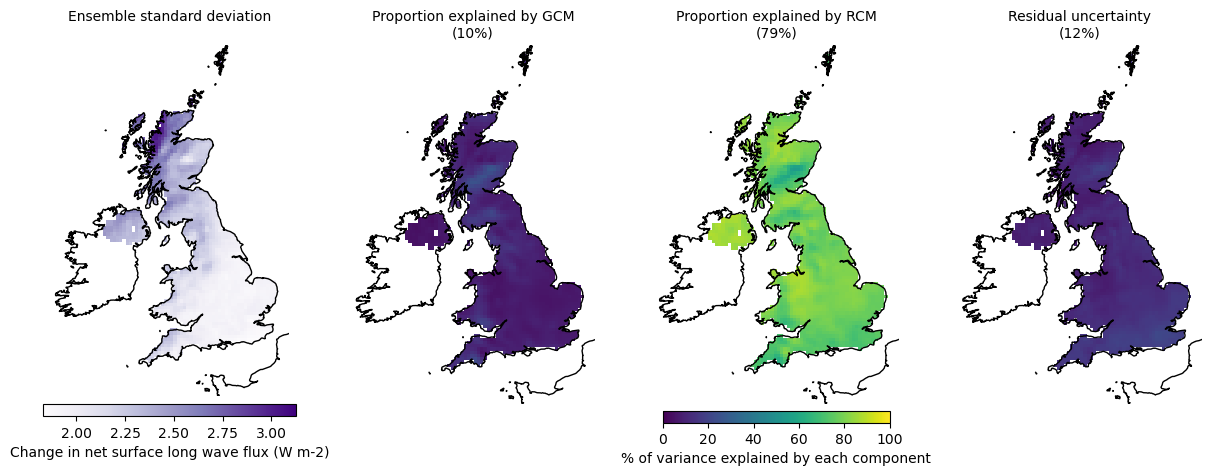 Ensemble standard deviation
Proportion explained by GCM
(10%)
Proportion explained by RCM
(79%)
Residual uncertainty
(12%)
2.00 2.25 2.50 2.75 3.00
Change in net surface long wave flux (W m-2)
0 20 40 60 80 100
% of variance explained by each component